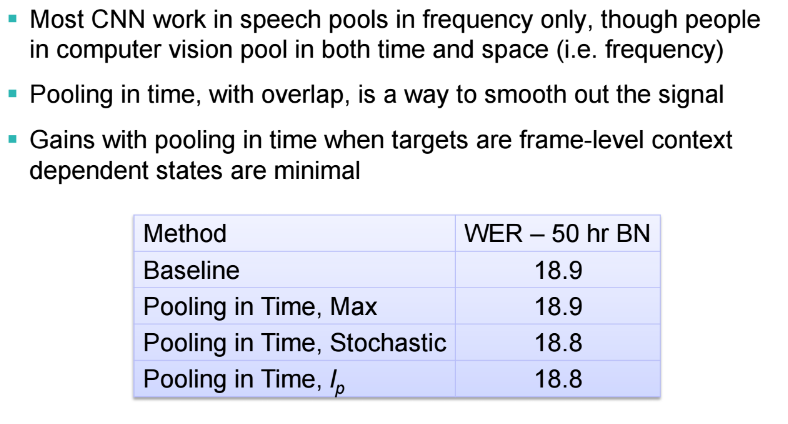 Most CNN work in speech pools in frequency only, though people
in computer vision pool in both time and space (i.e. frequency)
Pooling in time, with overlap, is a way to smooth out the signal
Gains with pooling in time when targets are frame-level context
dependent states are minimal
Method WER – 50 hr BN
Baseline 18.9
Pooling in Time, Max 18.9
Pooling in Time, Stochastic 18.8
Pooling in Time, lp 18.8